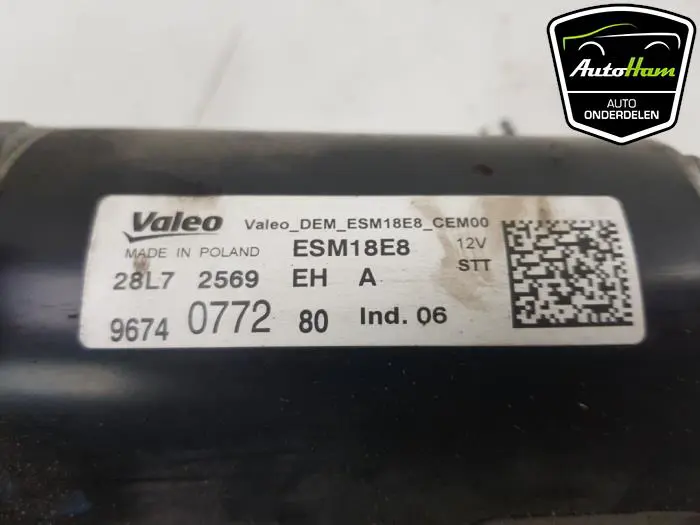 AutoHam
AUTO
ONDERDELEN
Valeo Valeo_DEM_ESM18E8_CEM00
MADE IN POLAND ESM18E8 12V
STT
28L7 2569 EH A
9674 0772 80 Ind. 06